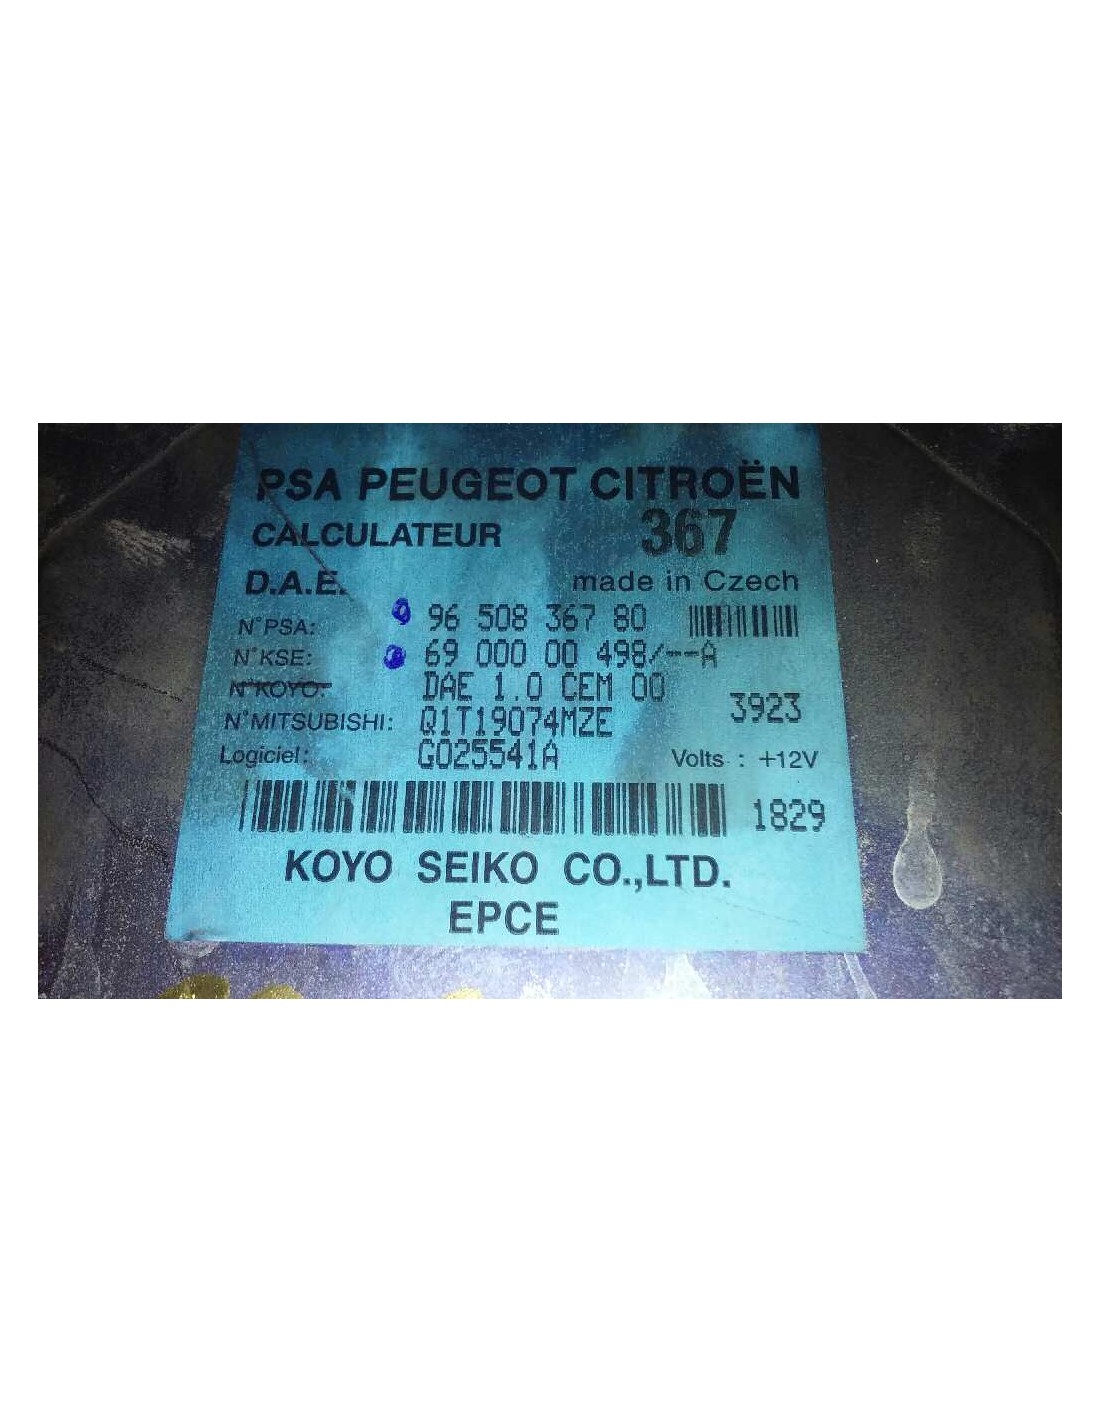 PSA PEUGEOT CITROËN
CALCULATEUR 367
D.A.E. made in Czech
N°PSA: 96 508 367 80
N°KSE: 69 000 00 498/--A
N°KOYO: DAE 1.0 CEM 00
3923
N°MITSUBISHI: Q1T19074MZE
Logiciel: G025541A Volts : +12V
1829
KOYO SEIKO CO.,LTD.
EPCE